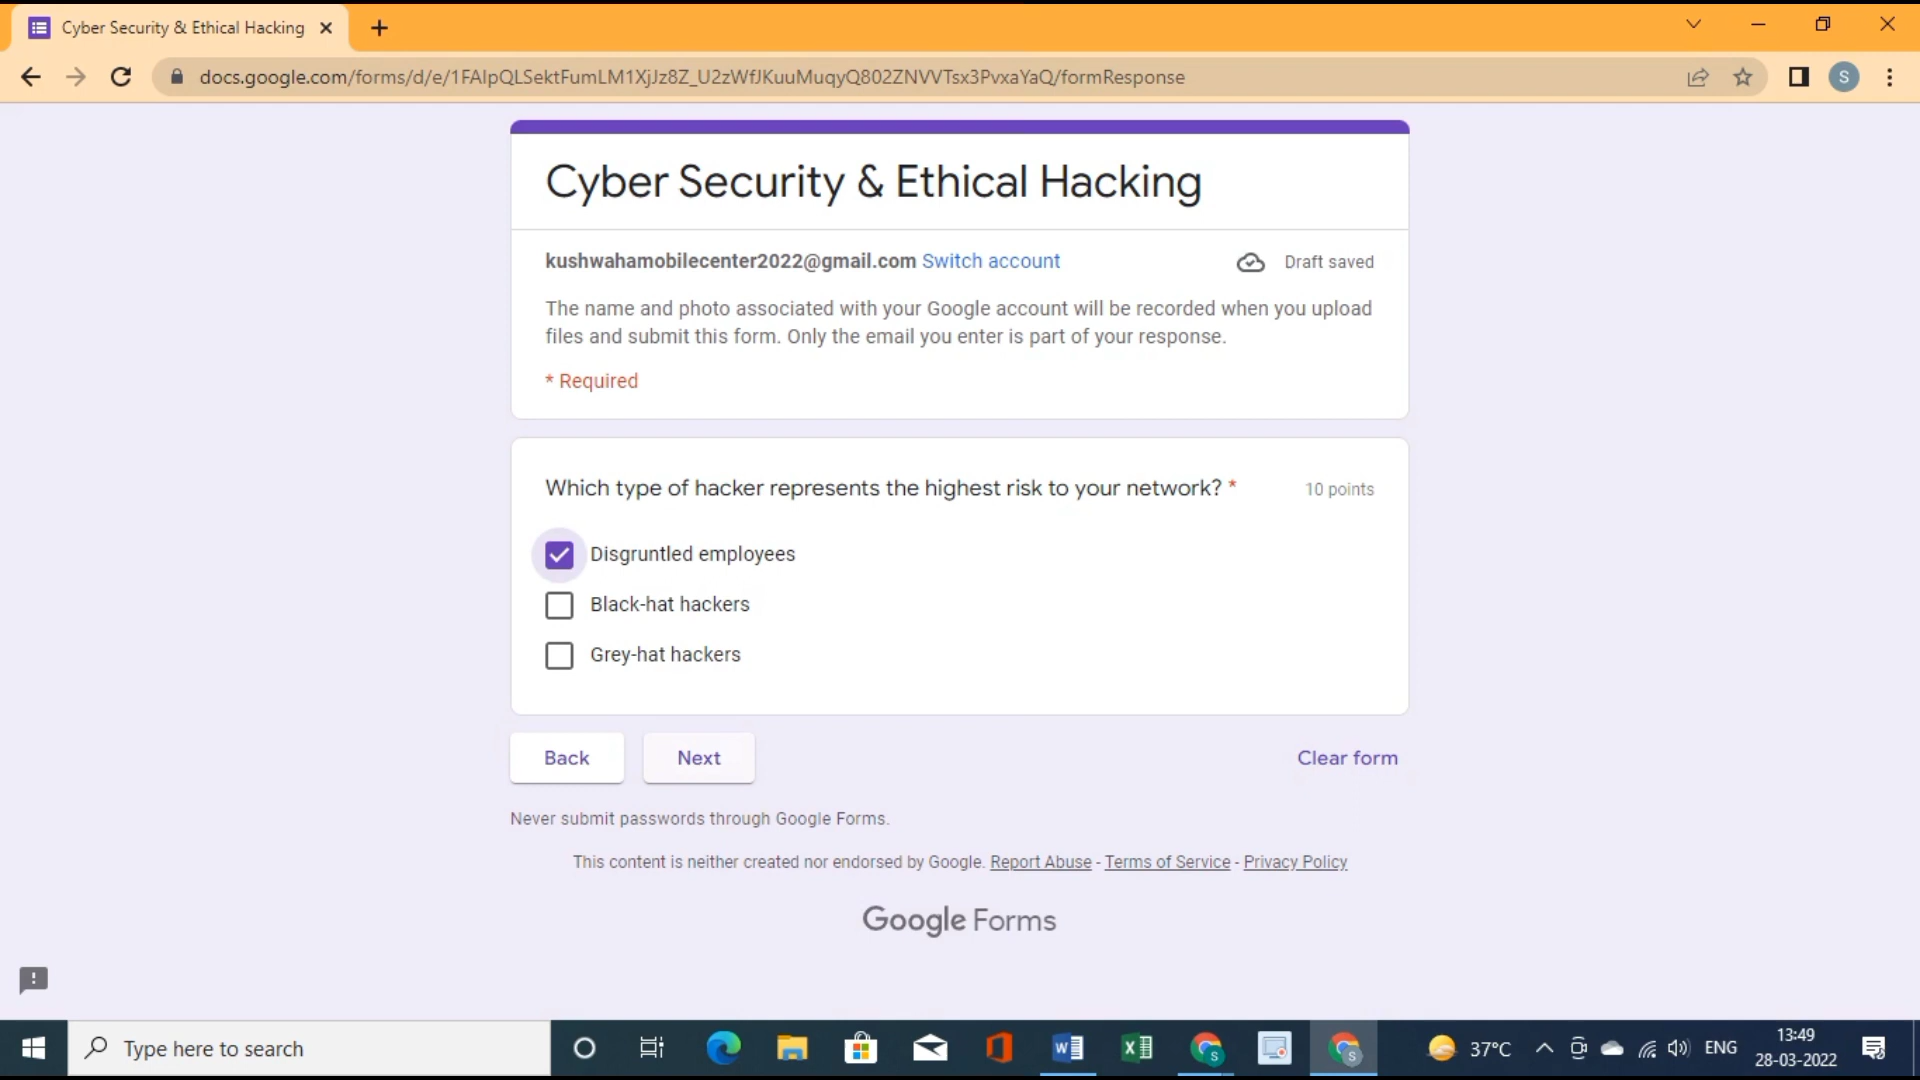 Cyber Security & Ethical Hacking
docs.google.com/forms/d/e/1FAIpQLSektFumLM1XjJz8Z_U2zWfJKuuMuqyQ802ZNVVTsx3PvxaYaQ/formResponse
S
Cyber Security & Ethical Hacking
kushwahamobilecenter2022@gmail.com Switch account
Draft saved
The name and photo associated with your Google account will be recorded when you upload
files and submit this form. Only the email you enter is part of your response.
* Required
Which type of hacker represents the highest risk to your network? *
10 points
Disgruntled employees
Black-hat hackers
Grey-hat hackers
Back
Next
Clear form
Never submit passwords through Google Forms.
This content is neither created nor endorsed by Google. Report Abuse - Terms of Service - Privacy Policy
Google Forms
Type here to search
37°C
ENG
13:49
28-03-2022